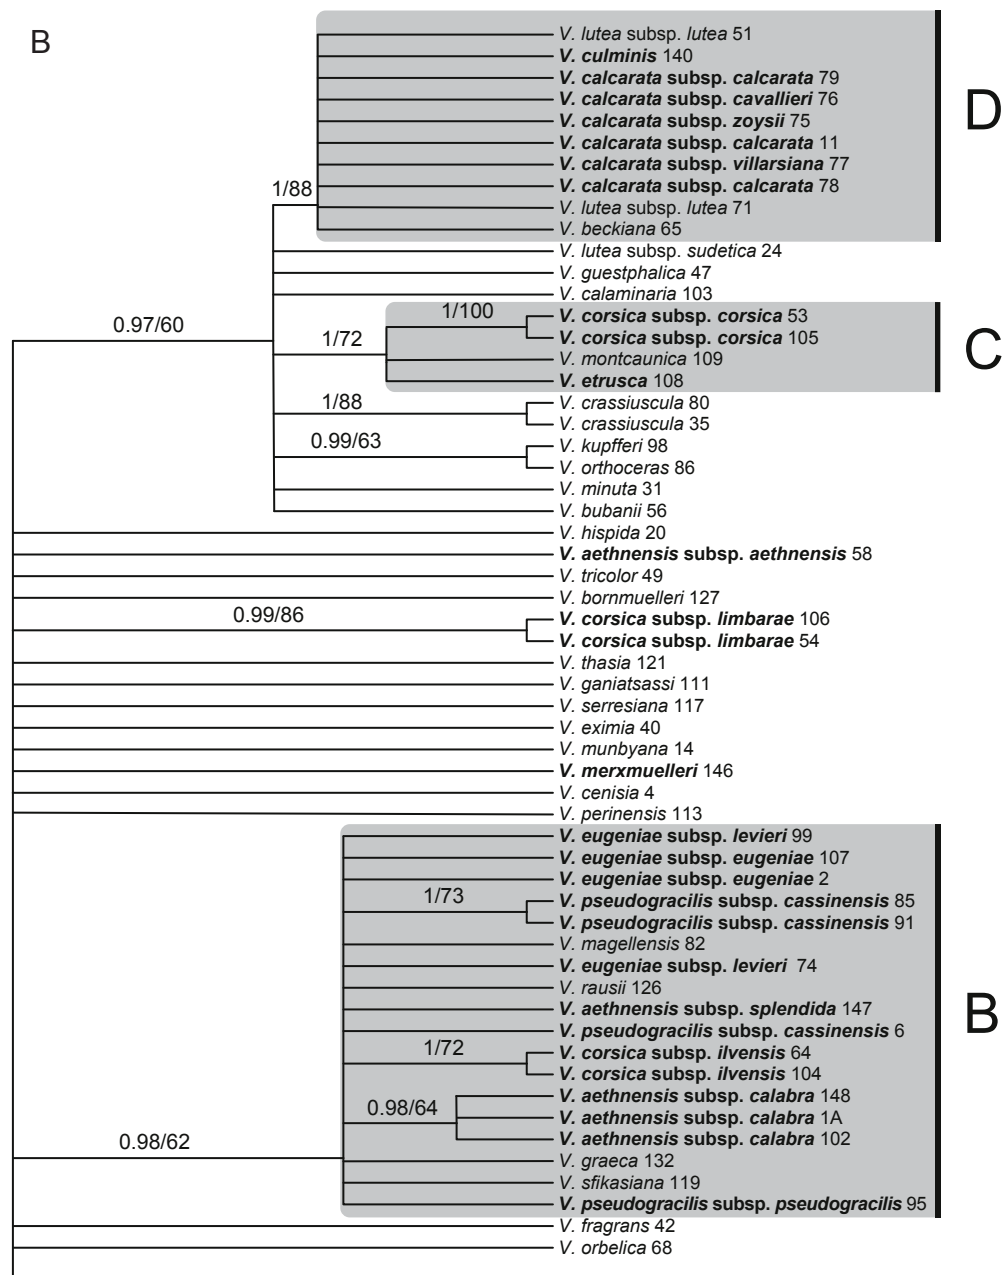 B
V. lutea subsp. lutea 51
V. culminis 140
V. calcarata subsp. calcarata 79
V. calcarata subsp. cavallieri 76
V. calcarata subsp. zoysii 75
V. calcarata subsp. calcarata 11
V. calcarata subsp. villarsiana 77
V. calcarata subsp. calcarata 78
V. lutea subsp. lutea 71
V. beckiana 65
D
1/88
V. lutea subsp. sudetica 24
V. guestphalica 47
V. calaminaria 103
0.97/60
1/72
1/100
V. corsica subsp. corsica 53
V. corsica subsp. corsica 105
V. montcaunica 109
V. etrusca 108
C
1/88
V. crassiuscula 80
V. crassiuscula 35
0.99/63
V. kupfferi 98
V. orthoceras 86
V. minuta 31
V. bubanii 56
V. hispida 20
V. aethnensis subsp. aethnensis 58
V. tricolor 49
V. bornmuelleri 127
0.99/86
V. corsica subsp. limbarae 106
V. corsica subsp. limbarae 54
V. thasia 121
V. ganiatsassi 111
V. serresiana 117
V. eximia 40
V. munbyana 14
V. merxmuelleri 146
V. cenisia 4
V. perinensis 113
V. eugeniae subsp. levieri 99
V. eugeniae subsp. eugeniae 107
V. eugeniae subsp. eugeniae 2
1/73
V. pseudogracilis subsp. cassinensis 85
V. pseudogracilis subsp. cassinensis 91
V. magellensis 82
V. eugeniae subsp. levieri 74
V. rausii 126
V. aethnensis subsp. splendida 147
V. pseudogracilis subsp. cassinensis 6
B
1/72
V. corsica subsp. ilvensis 64
V. corsica subsp. ilvensis 104
0.98/64
V. aethnensis subsp. calabra 148
V. aethnensis subsp. calabra 1A
V. aethnensis subsp. calabra 102
0.98/62
V. graeca 132
V. sfikasiana 119
V. pseudogracilis subsp. pseudogracilis 95
V. fragrans 42
V. orbelica 68